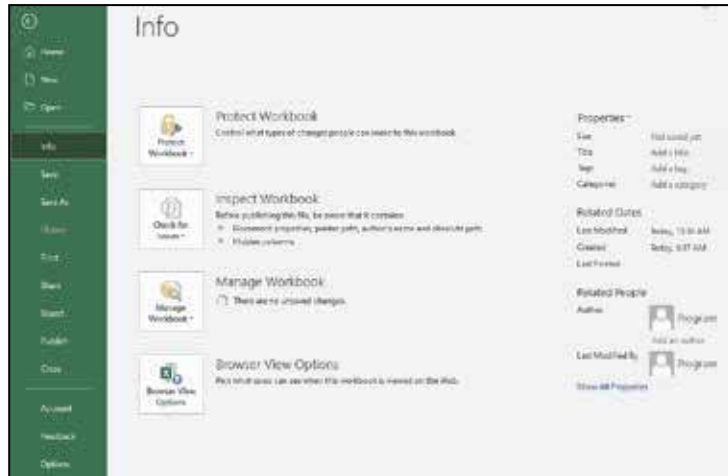 Info
Home
New
Open
Info
Save
Save As
History
Print
Share
Export
Publish
Close
Account
Feedback
Options
Protect Workbook
Control what types of changes people can make to this workbook.
Protect
Workbook
Inspect Workbook
Before publishing this file, be aware that it contains:
Document properties, printer path, author's name and absolute path
Hidden columns
Check for
Issues
Manage Workbook
There are no unsaved changes.
Manage
Workbook
Browser View Options
Pick what users can see when this workbook is viewed on the Web.
Browser View
Options
Properties
Size Not saved yet
Title Add a title
Tags Add a tag
Categories Add a category
Related Dates
Last Modified Today,
Created Today,
Last Printed
Related People
Author
Program
Add an author
Last Modified By
Program
Show All Properties